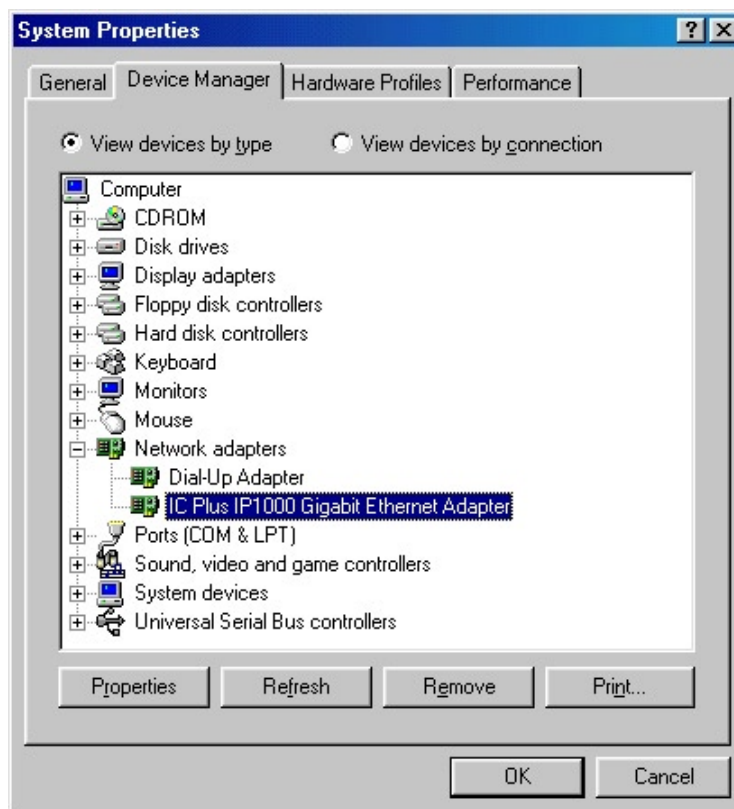 System Properties
General Device Manager Hardware Profiles Performance
View devices by type View devices by connection
Computer
CDROM
Disk drives
Display adapters
Floppy disk controllers
Hard disk controllers
Keyboard
Monitors
Mouse
Network adapters
Dial-Up Adapter
IC Plus IP1000 Gigabit Ethernet Adapter
Ports (COM & LPT)
Sound, video and game controllers
System devices
Universal Serial Bus controllers
Properties Refresh Remove Print...
OK Cancel